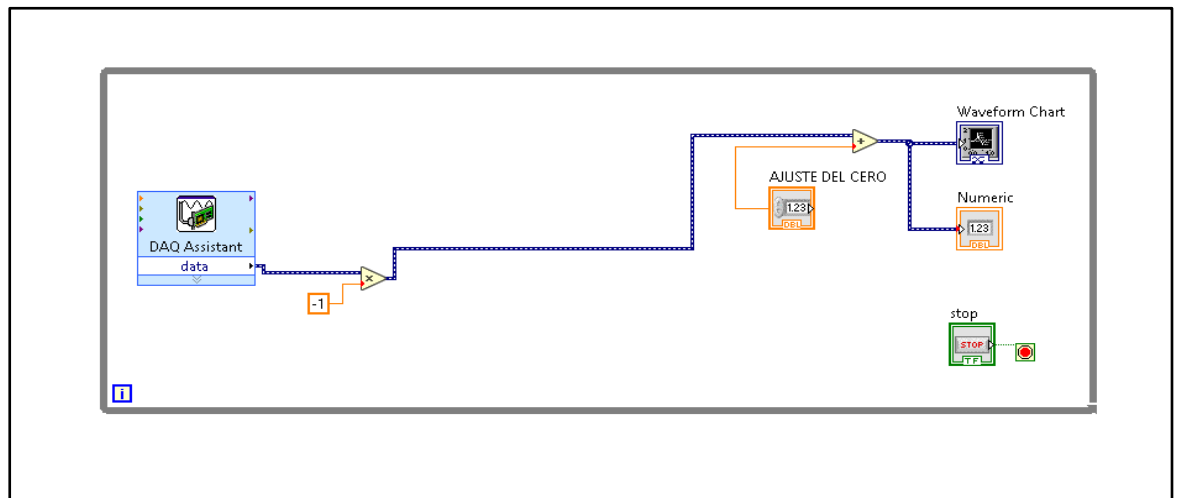 Waveform Chart
AJUSTE DEL CERO
1.23
DBL
Numeric
1.23
DBL
DAQ Assistant
data
×
+
-1
stop
STOP
TF
i